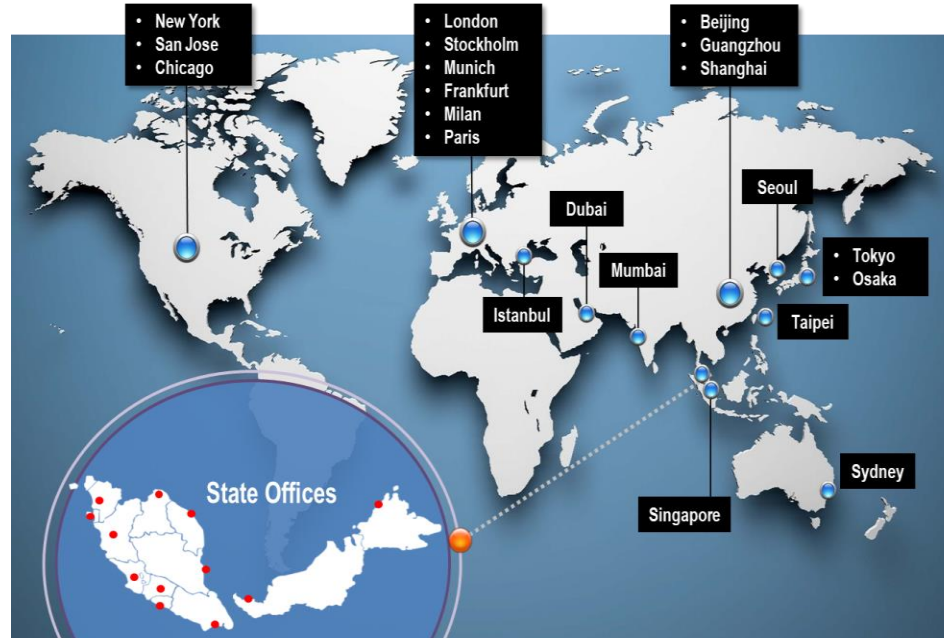 • New York
• San Jose
• Chicago
• London
• Stockholm
• Munich
• Frankfurt
• Milan
• Paris
• Beijing
• Guangzhou
• Shanghai
Seoul
Dubai
Mumbai
• Tokyo
• Osaka
Istanbul
Taipei
State Offices
Sydney
Singapore